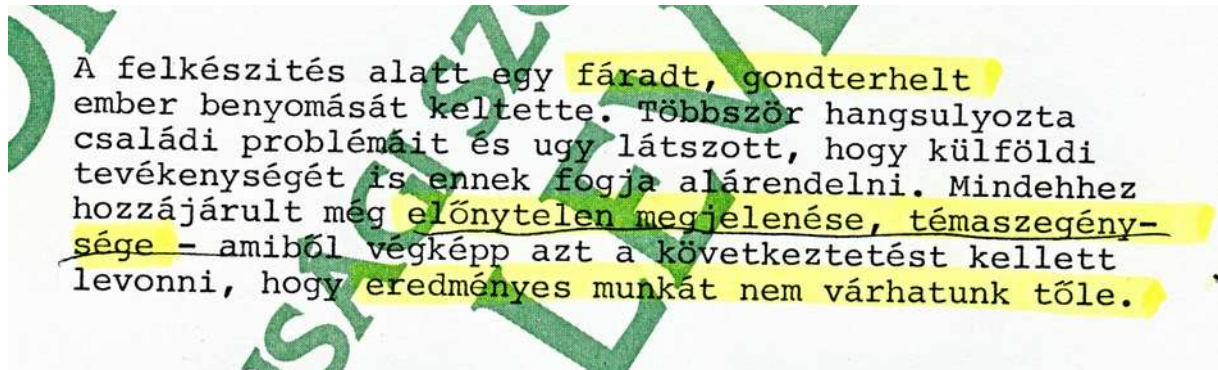 A felkészités alatt egy fáradt, gondterhelt
ember benyomását keltette. Többször hangsulyozta
családi problémáit és ugy látszott, hogy külföldi
tevékenységét is ennek fogja alárendelni. Mindehhez
hozzájárult még előnytelen megjelenése, témaszegény-
sége - amiből végképp azt a következtetést kellett
levonni, hogy eredményes munkát nem várhatunk tőle.